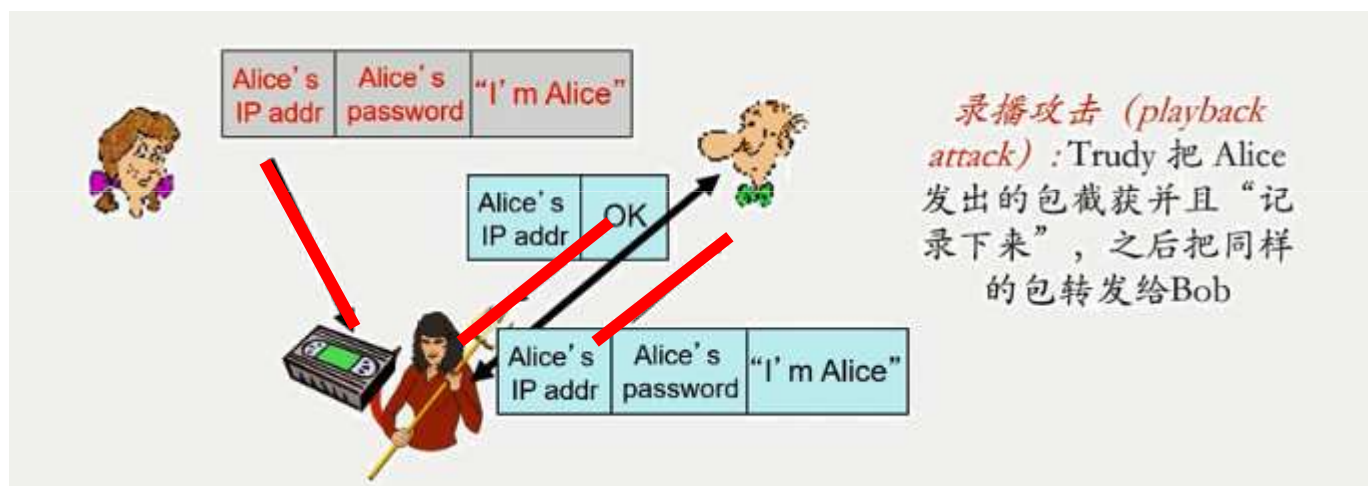 Alice's IP addr
Alice's password
“I'm Alice”
Alice's IP addr
OK
Alice's IP addr
Alice's password
“I'm Alice”
录播攻击（playback
attack）:Trudy 把 Alice
发出的包截获并且“记
录下来”，之后把同样
的包转发给Bob